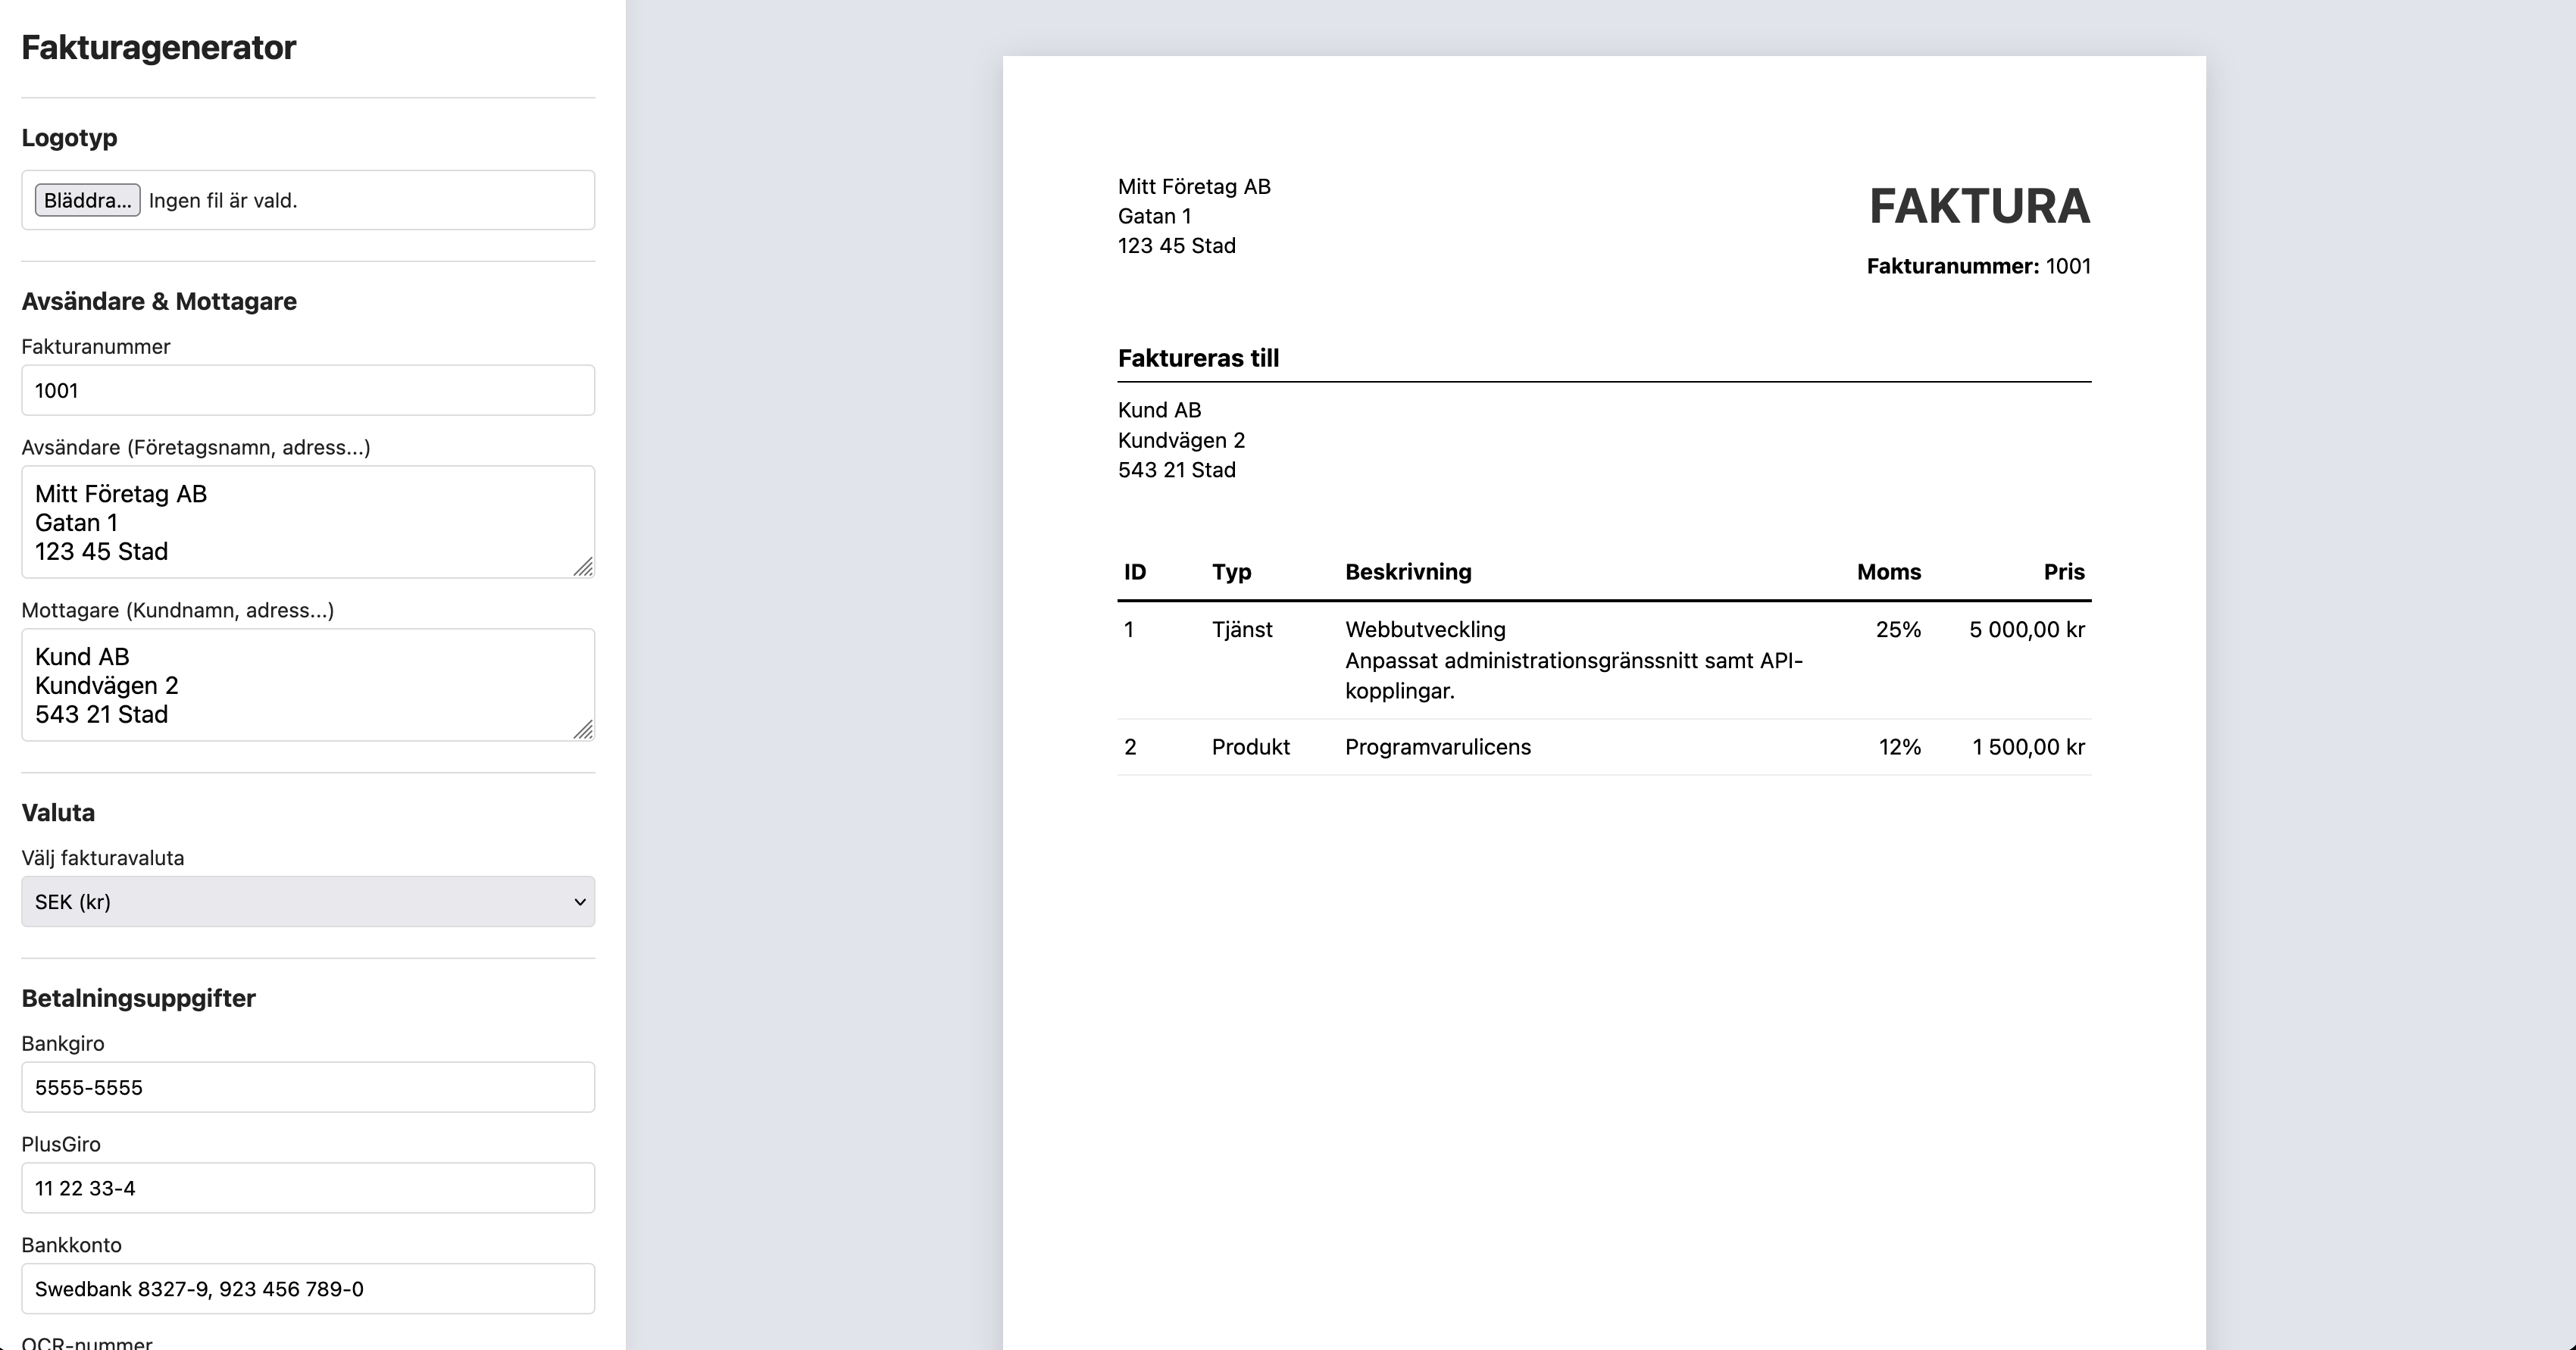 Fakturagenerator
Logotyp
Bläddra... Ingen fil är vald.
Avsändare & Mottagare
Fakturanummer
1001
Avsändare (Företagsnamn, adress...)
Mitt Företag AB
Gatan 1
123 45 Stad
Mottagare (Kundnamn, adress...)
Kund AB
Kundvägen 2
543 21 Stad
Valuta
Välj fakturavaluta
SEK (kr)
Betalningsuppgifter
Bankgiro
5555-5555
PlusGiro
11 22 33-4
Bankkonto
Swedbank 8327-9, 923 456 789-0
OCR-nummer
Mitt Företag AB
Gatan 1
123 45 Stad
FAKTURA
Fakturanummer: 1001
Faktureras till
Kund AB
Kundvägen 2
543 21 Stad
ID Typ Beskrivning Moms Pris
1 Tjänst Webbutveckling 25% 5 000,00 kr
Anpassat administrationsgränssnitt samt API-
kopplingar.
2 Produkt Programvarulicens 12% 1 500,00 kr